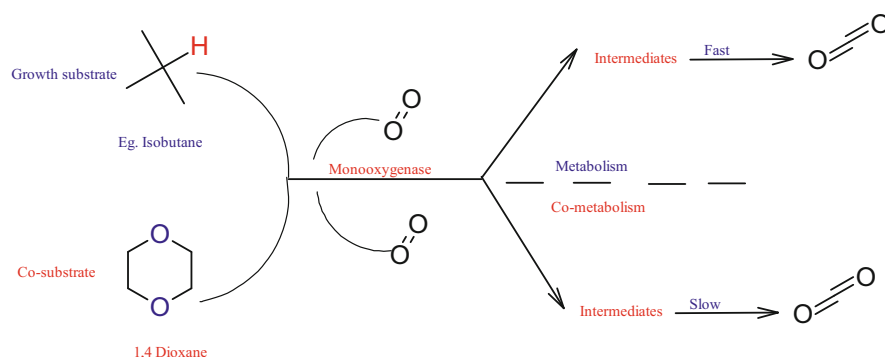 H
Growth substrate
Eg. Isobutane
O
O
Monooxygenase
O
O
Intermediates
Fast
O
O
Metabolism
Co-metabolism
Co-substrate
O
O
1,4 Dioxane
Intermediates
Slow
O
O